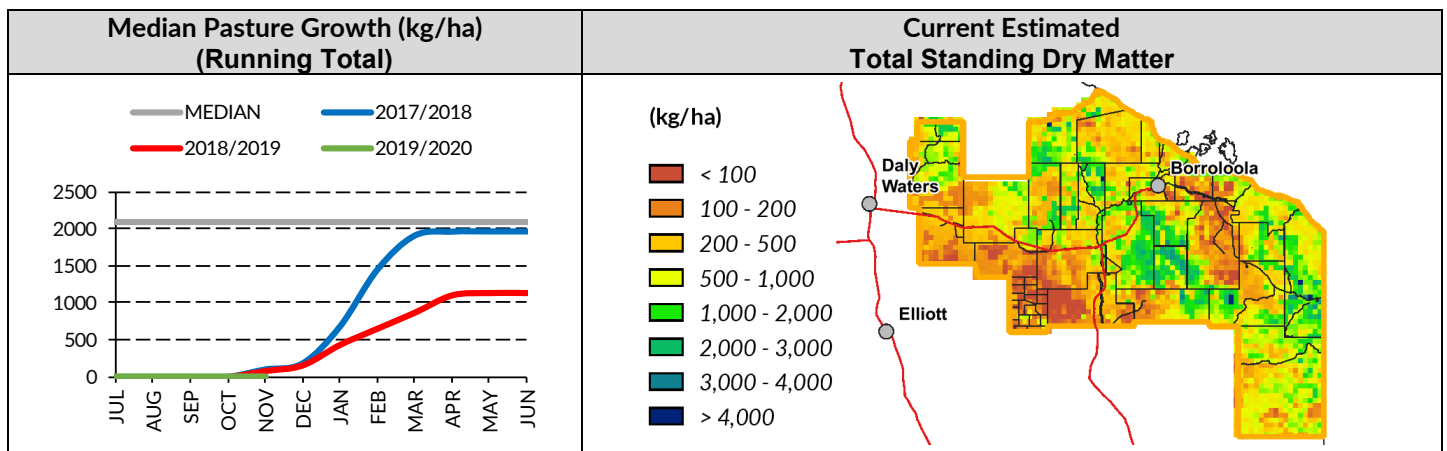 Median Pasture Growth (kg/ha)
(Running Total)
Current Estimated
Total Standing Dry Matter
MEDIAN
2017/2018
2018/2019
2019/2020
2500
2000
1500
1000
500
0
JUL
AUG
SEP
OCT
NOV
DEC
JAN
FEB
MAR
APR
MAY
JUN
(kg/ha)
< 100
100 - 200
200 - 500
500 - 1,000
1,000 - 2,000
2,000 - 3,000
3,000 - 4,000
> 4,000
Daly
Waters
Borroloola
Elliott